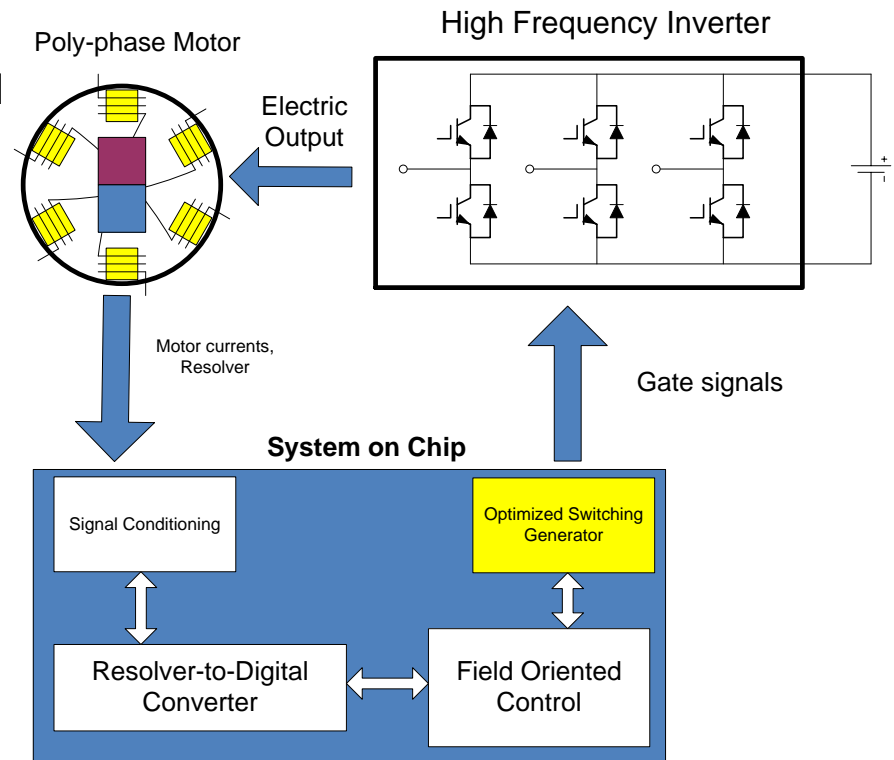 High Frequency Inverter
Poly-phase Motor
Electric
Output
+
-
Motor currents,
Resolver
Gate signals
System on Chip
Signal Conditioning
Optimized Switching
Generator
Resolver-to-Digital
Converter
Field Oriented
Control